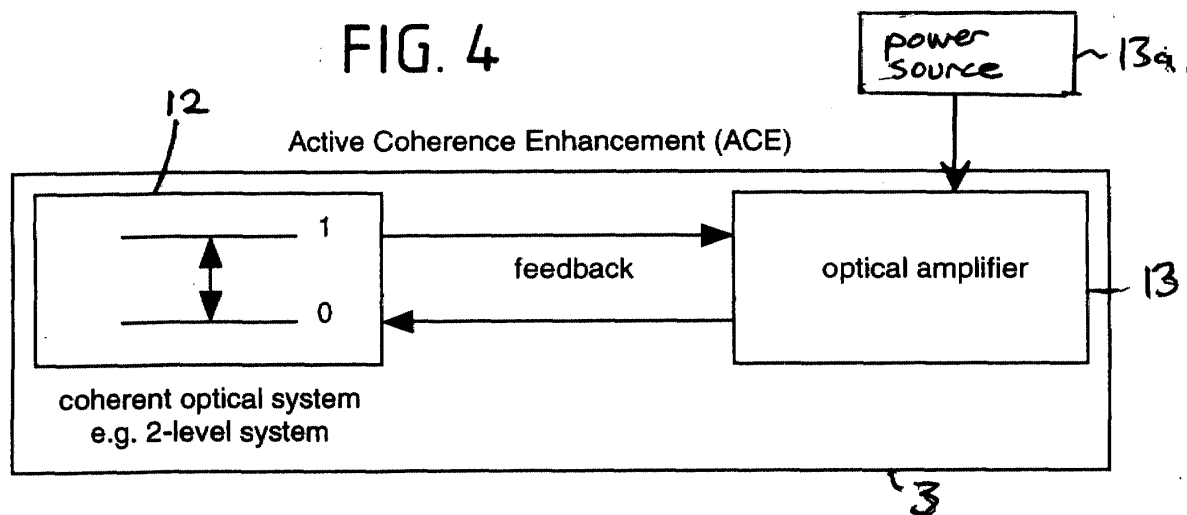 FIG. 4
power
source
13a
12
Active Coherence Enhancement (ACE)
1
feedback
0
optical amplifier
13
coherent optical system
e.g. 2-level system
3